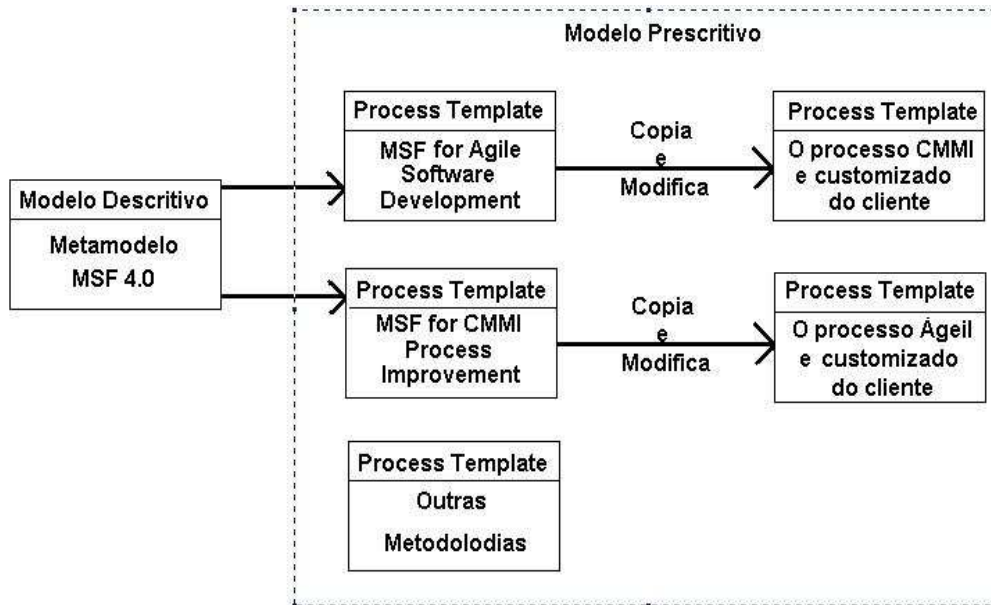 Modelo Prescritivo
Process Template
MSF for Agile
Software
Development
Copia
e
Modifica
Process Template
O processo CMMI
e customizado
do cliente
Modelo Descritivo
Metamodelo
MSF 4.0
Process Template
MSF for CMMI
Process
Improvement
Copia
e
Modifica
Process Template
O processo Ágeil
e customizado
do cliente
Process Template
Outras
Metodolodias